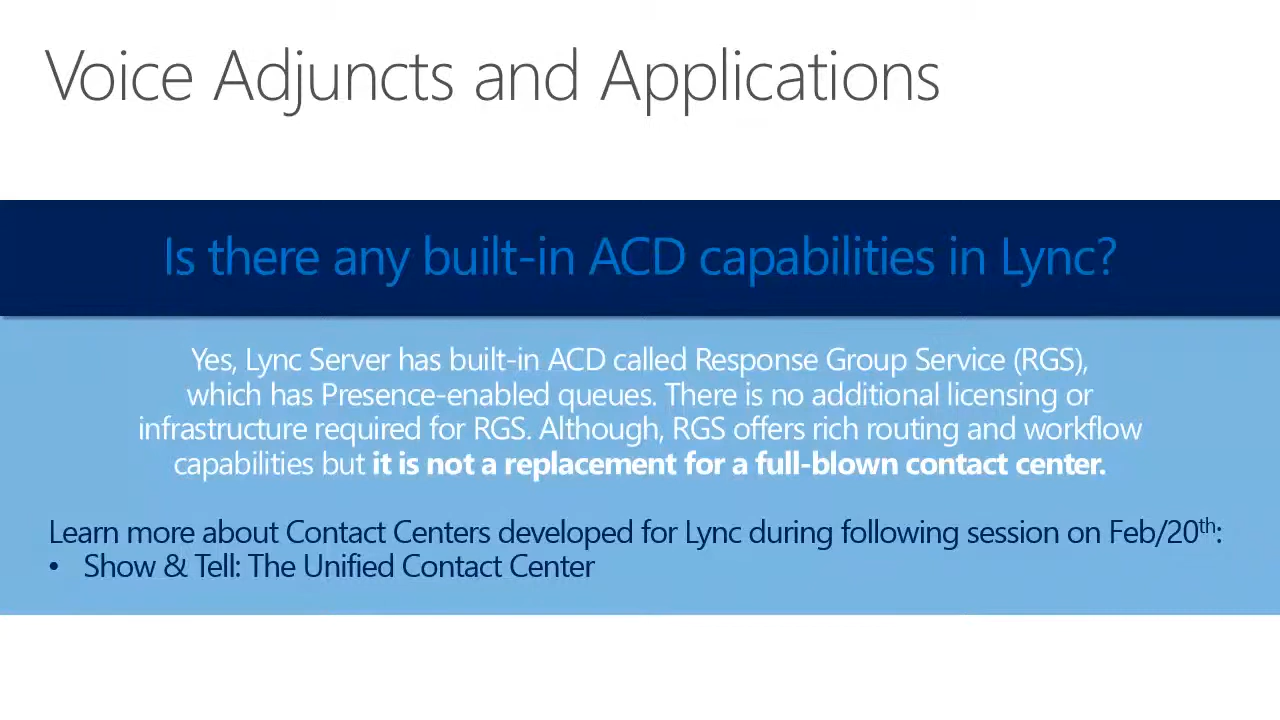 Voice Adjuncts and Applications
Is there any built-in ACD capabilities in Lync?
Yes, Lync Server has built-in ACD called Response Group Service (RGS),
which has Presence-enabled queues. There is no additional licensing or
infrastructure required for RGS. Although, RGS offers rich routing and workflow
capabilities but it is not a replacement for a full-blown contact center.
Learn more about Contact Centers developed for Lync during following session on Feb/20th:
• Show & Tell: The Unified Contact Center